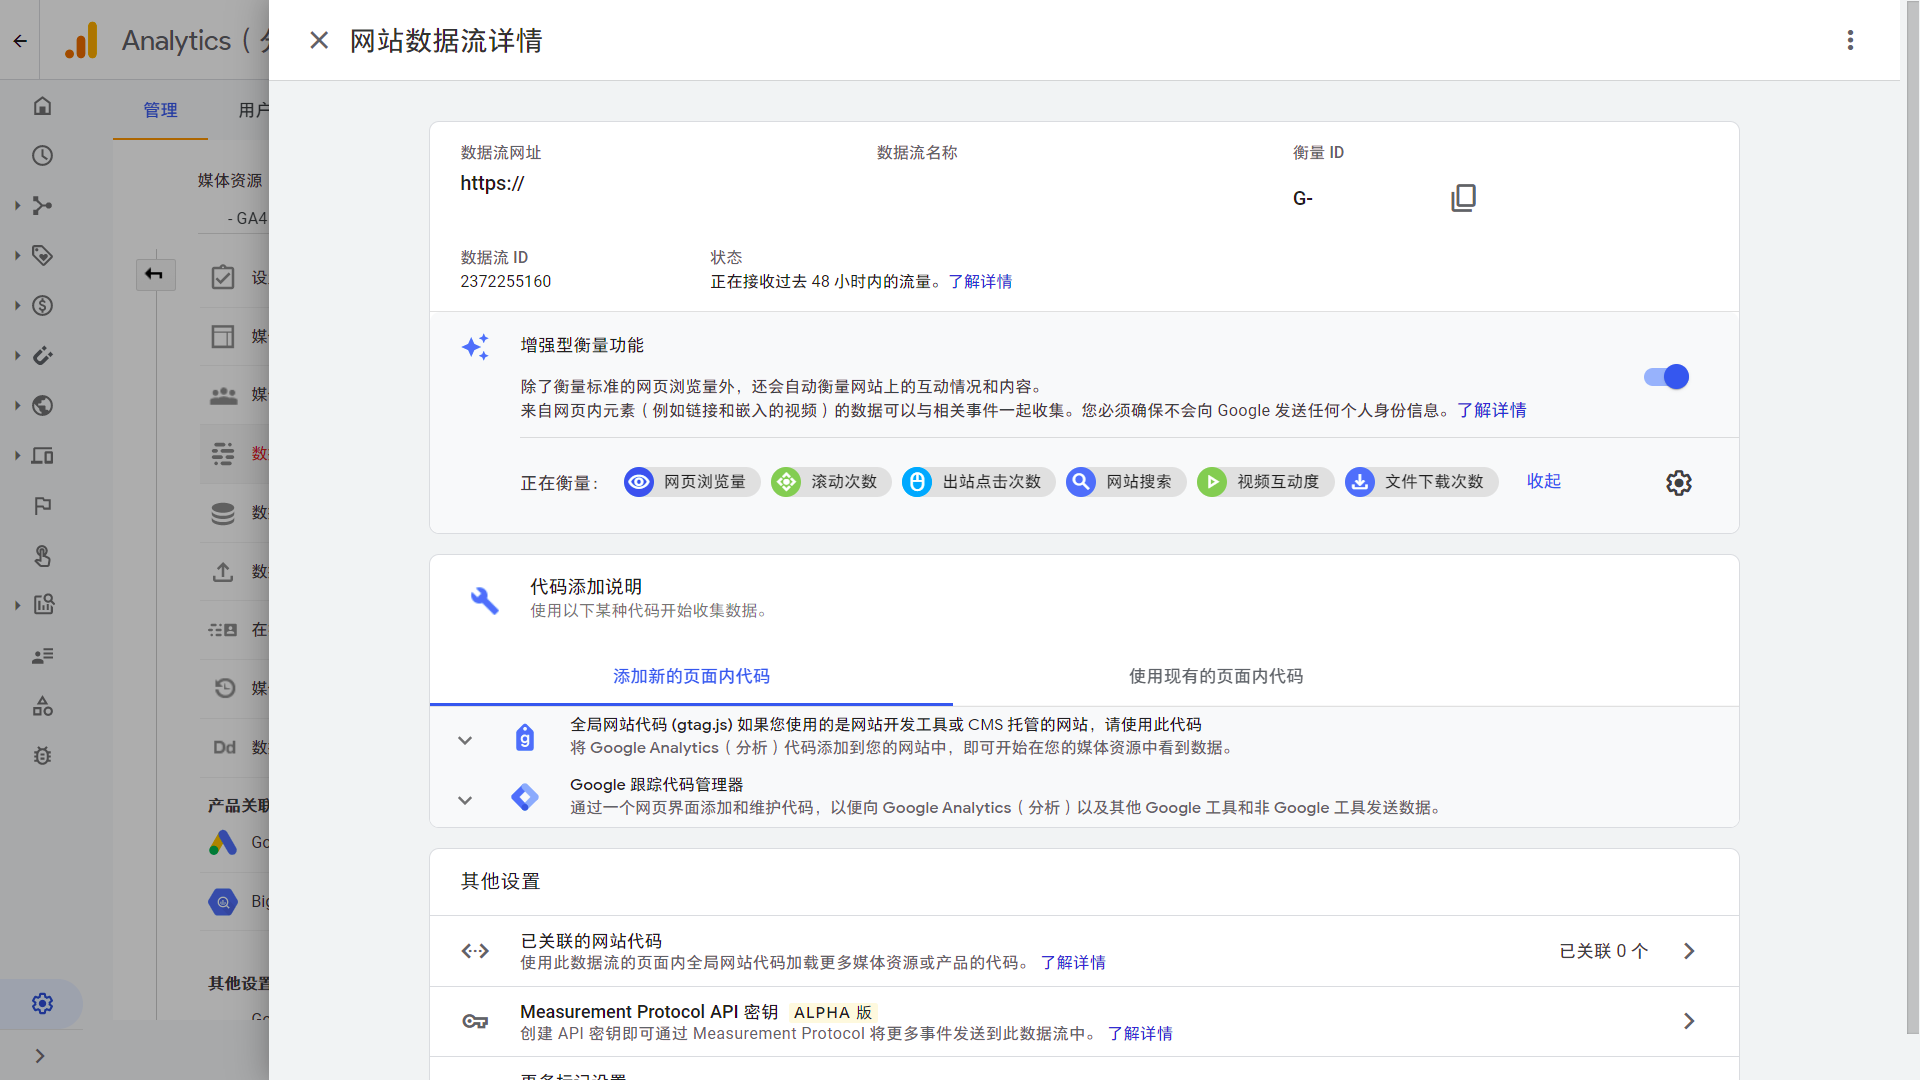 Analytics（
网站数据流详情
管理
用户
媒体资源
- GA4
数据流网址
数据流名称
衡量 ID
https://
G-
数据流 ID
状态
2372255160
正在接收过去 48 小时内的流量。了解详情
增强型衡量功能
除了衡量标准的网页浏览量外，还会自动衡量网站上的互动情况和内容。
来自网页内元素（例如链接和嵌入的视频）的数据可以与相关事件一起收集。您必须确保不会向 Google 发送任何个人身份信息。了解详情
正在衡量：
网页浏览量
滚动次数
出站点击次数
网站搜索
视频互动度
文件下载次数
收起
设
媒
媒
数
数
数
在
媒
Dd
数
产品关联
Go
Big
其他设置
代码添加说明
使用以下某种代码开始收集数据。
添加新的页面内代码
使用现有的页面内代码
g
全局网站代码 (gtag.js) 如果您使用的是网站开发工具或 CMS 托管的网站，请使用此代码
将 Google Analytics（分析）代码添加到您的网站中，即可开始在您的媒体资源中看到数据。
Google 跟踪代码管理器
通过一个网页界面添加和维护代码，以便向 Google Analytics（分析）以及其他 Google 工具和非 Google 工具发送数据。
其他设置
已关联的网站代码
使用此数据流的页面内全局网站代码加载更多媒体资源或产品的代码。 了解详情
已关联 0 个
Measurement Protocol API 密钥 ALPHA 版
创建 API 密钥即可通过 Measurement Protocol 将更多事件发送到此数据流中。 了解详情
更多标记设置